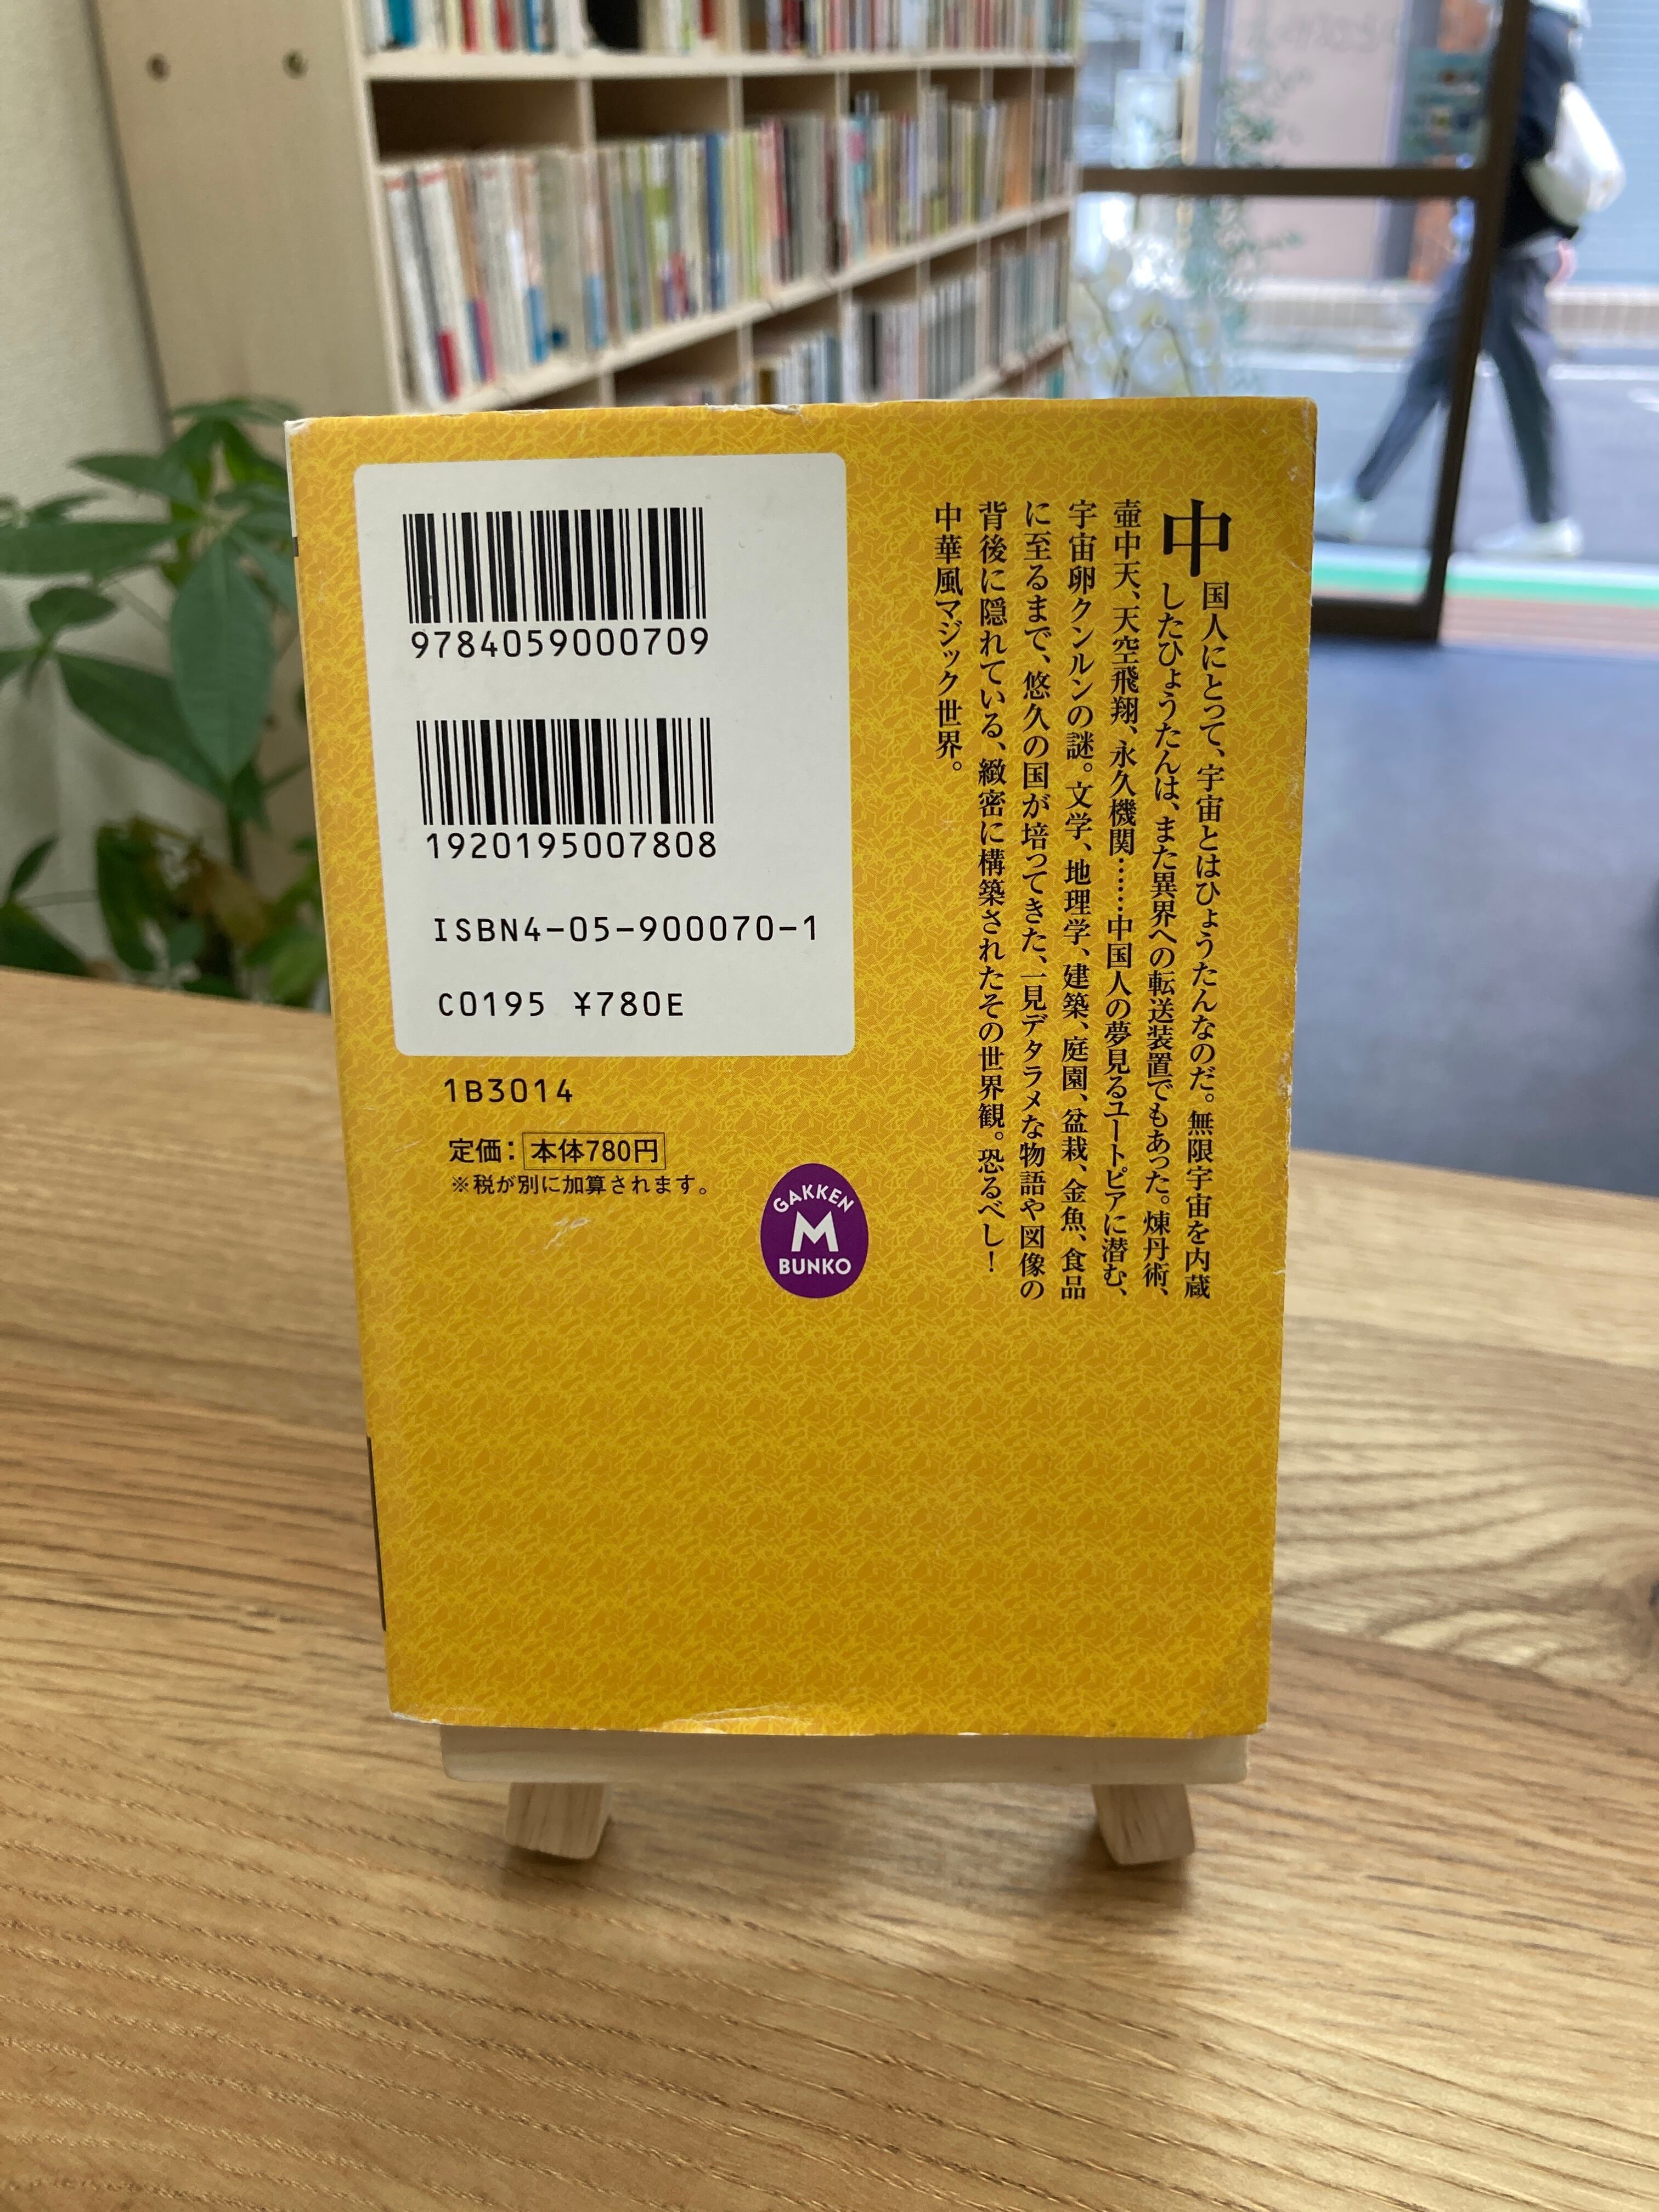 中国人にとって、宇宙とはひょうたんなのだ。無限宇宙を内蔵
したひょうたんは、また異界への転送装置でもあった。煉丹術、
壷中天、天空飛翔、永久機関……中国人の夢見るユートピアに潜む、
宇宙卵クンルンの謎。文学、地理学、建築、庭園、盆栽、金魚、食品
に至るまで、悠久の国が培ってきた、一見デタラメな物語や図像の
背後に隠れている、緻密に構築されたその世界観。恐るべし！
中華風マジック世界。
9784059000709
1920195007808
ISBN4-05-900070-1
C0195 ¥780E
1B3014
定価：本体780円
※税が別に加算されます。
GAKKEN
M
BUNKO